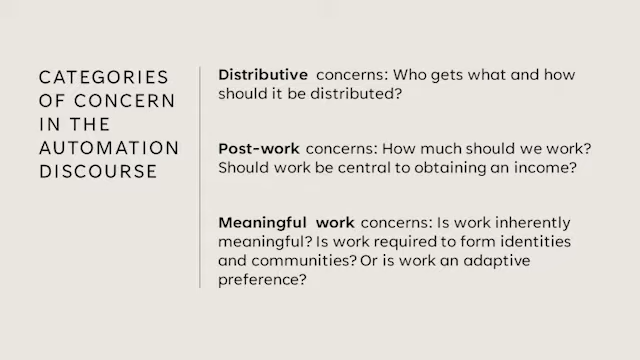 CATEGORIES
OF CONCERN
IN THE
AUTOMATION
DISCOURSE
Distributive concerns: Who gets what and how
should it be distributed?
Post-work concerns: How much should we work?
Should work be central to obtaining an income?
Meaningful work concerns: Is work inherently
meaningful? Is work required to form identities
and communities? Or is work an adaptive
preference?